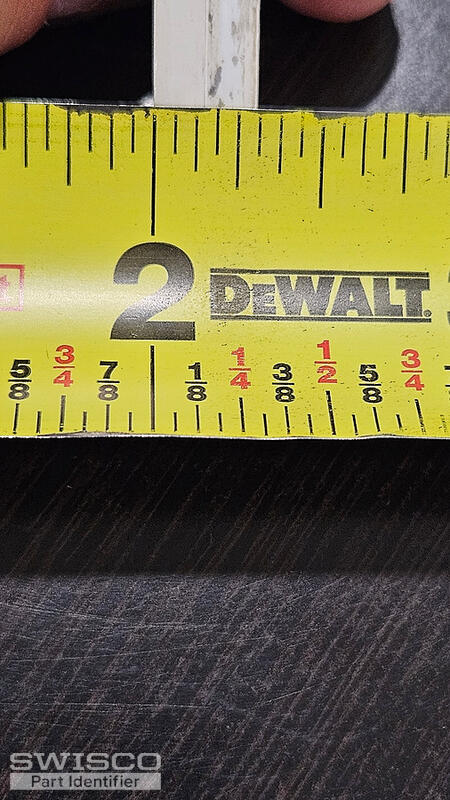 2 DEWALT.
5/8 3/4 7/8 1/8 1/4 3/8 1/2 5/8 3/4
SWISCO
Part Identifier